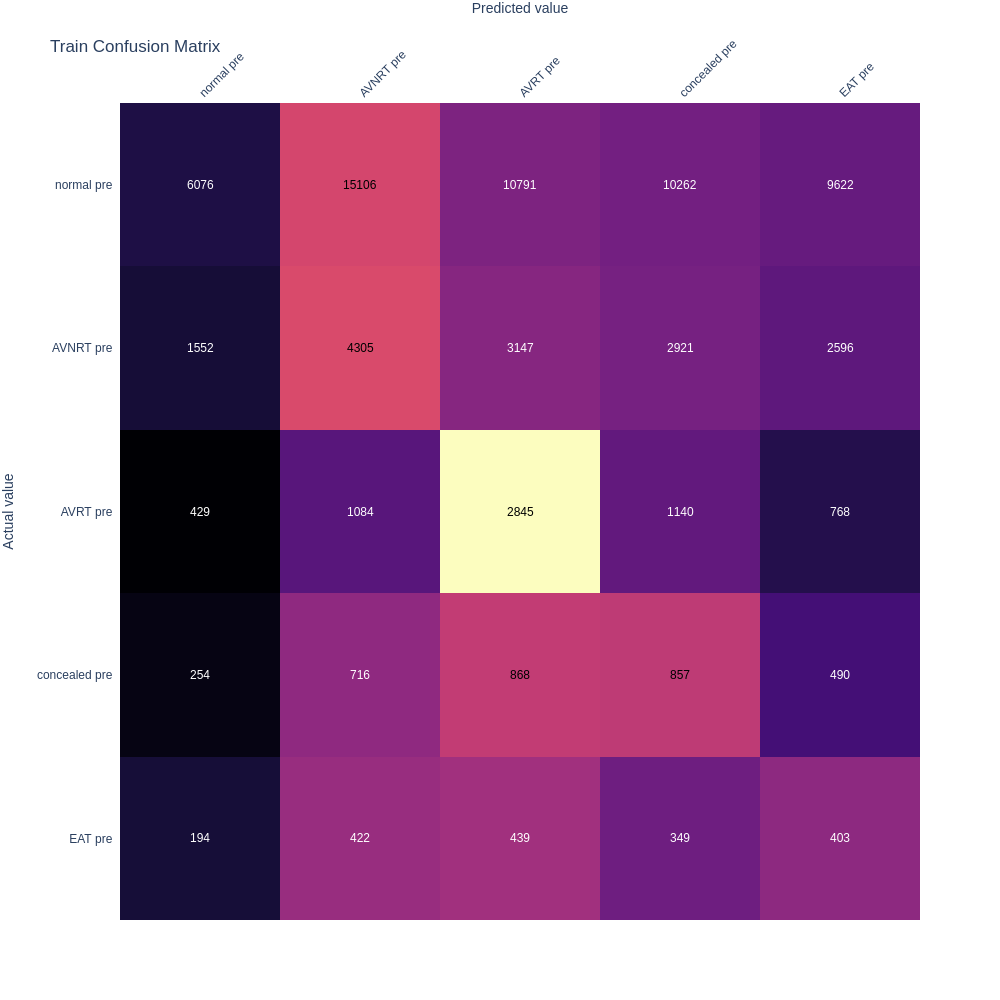 Predicted value
Train Confusion Matrix
normal pre AVNRT pre AVRT pre concealed pre EAT pre
normal pre 6076 15106 10791 10262 9622
AVNRT pre 1552 4305 3147 2921 2596
Actual value
AVRT pre 429 1084 2845 1140 768
concealed pre 254 716 868 857 490
EAT pre 194 422 439 349 403